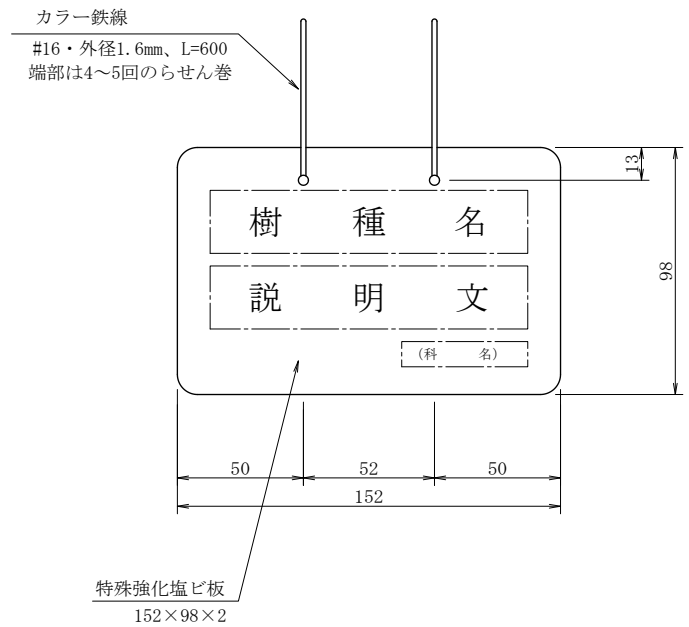 カラー鉄線
#16・外径1.6mm、L=600
端部は4～5回のらせん巻
13
樹 種 名
98
説 明 文
(科 名)
50 52 50
152
特殊強化塩ビ板
152×98×2